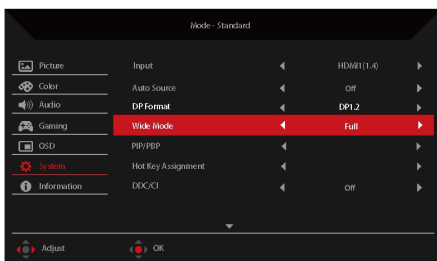 Mode - Standard
Picture
Input HDMI1(1.4)
Color
Auto Source Off
Audio
DP Format DP1.2
Gaming
Wide Mode Full
OSD
PIP/PBP
System
Hot Key Assignment
Information
DDC/CI Off
Adjust OK